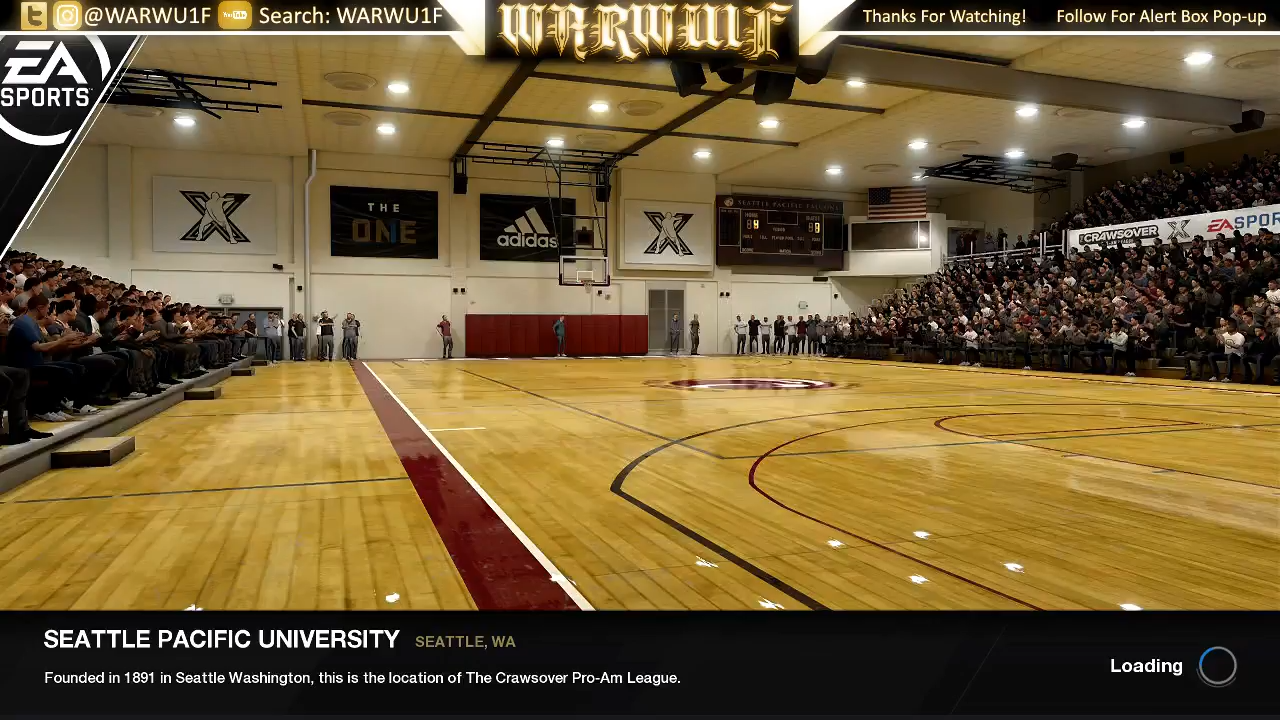 @WARWU1F
YouTube
Search: WARWU1F
WARWU1F
Thanks For Watching!
Follow For Alert Box Pop-up
EA
SPORTS
THE
ONE
adidas
SEATTLE PACIFIC FALCONS
CRAWSOVER
EA SPORT
SEATTLE PACIFIC UNIVERSITY
SEATTLE, WA
Founded in 1891 in Seattle Washington, this is the location of The Crawsover Pro-Am League.
Loading